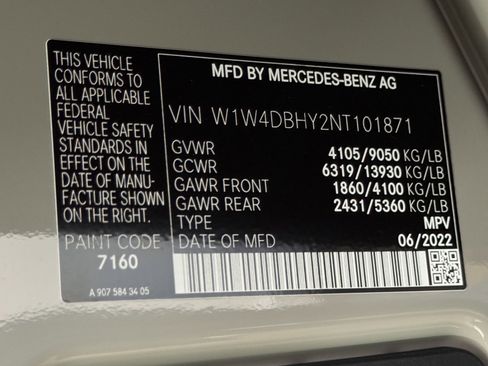 THIS VEHICLE
CONFORMS TO
ALL APPLICABLE
FEDERAL
VEHICLE SAFETY
STANDARDS IN
EFFECT ON THE
DATE OF MANU-
FACTURE SHOWN
ON THE RIGHT.
PAINT CODE
7160
A 907 584 34 05
MFD BY MERCEDES-BENZ AG
VIN W1W4DBHY2NT101871
GVWR 4105/9050 KG/LB
GCWR 6319/13930 KG/LB
GAWR FRONT 1860/4100 KG/LB
GAWR REAR 2431/5360 KG/LB
TYPE MPV
DATE OF MFD 06/2022